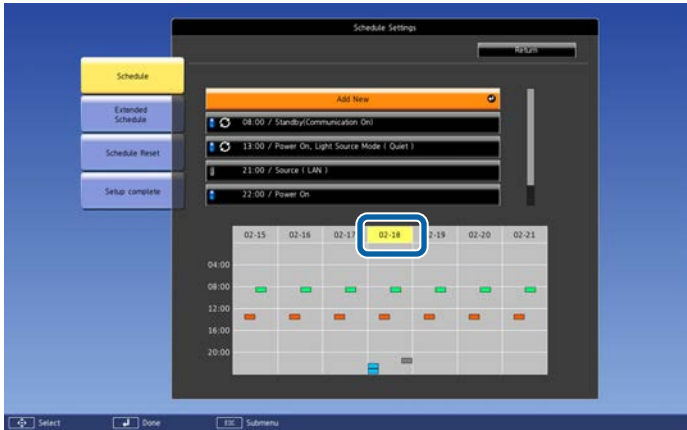 Schedule Settings
Return
Schedule
Extended
Schedule
Schedule Reset
Setup complete
Add New
08:00 / Standby(Communication On)
13:00 / Power On, Light Source Mode ( Quiet )
21:00 / Source ( LAN )
22:00 / Power On
02-15 02-16 02-17 02-18 02-19 02-20 02-21
04:00
08:00
12:00
16:00
20:00
Select Done ESC Submenu